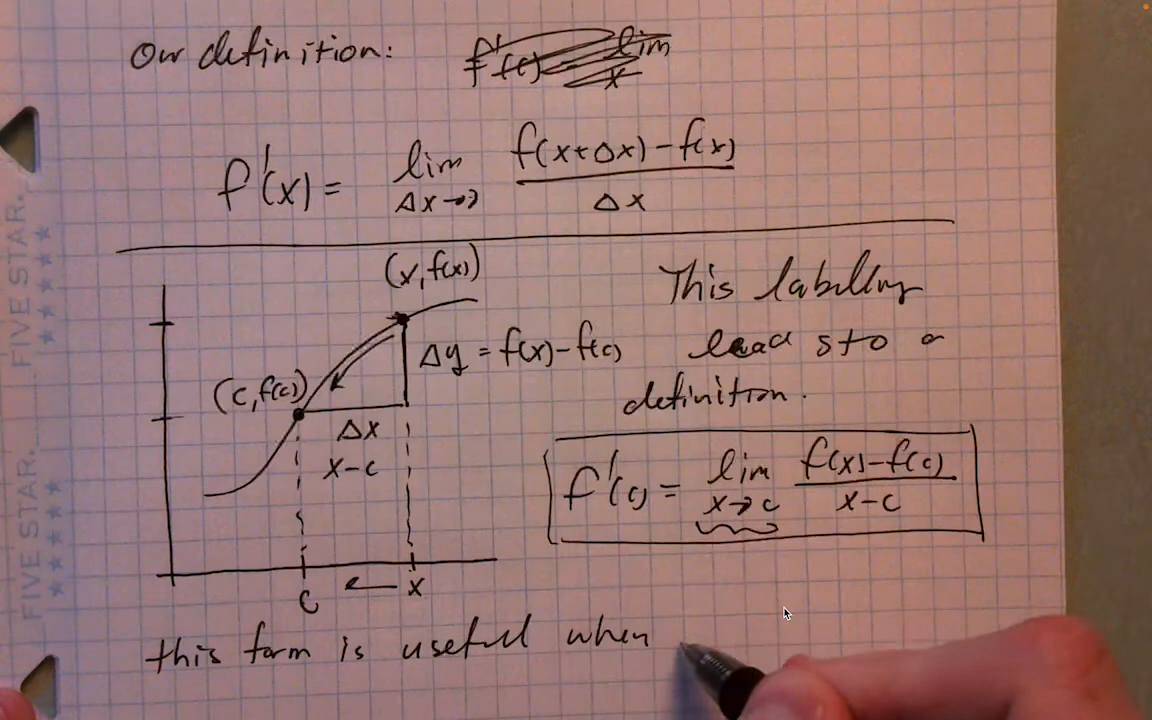 Our definition:
f'(x) = lim Δx→0 f(x+Δx)-f(x) / Δx
(x, f(x))
This labelling
Δy = f(x)-f(c) leads to a
(c, f(c)) definition.
Δx
x-c
f'(c) = lim x→c f(x)-f(c) / x-c
c ← x
this form is useful when
FIVE STAR.
★★★★★
FIVE STAR.
★★★★★